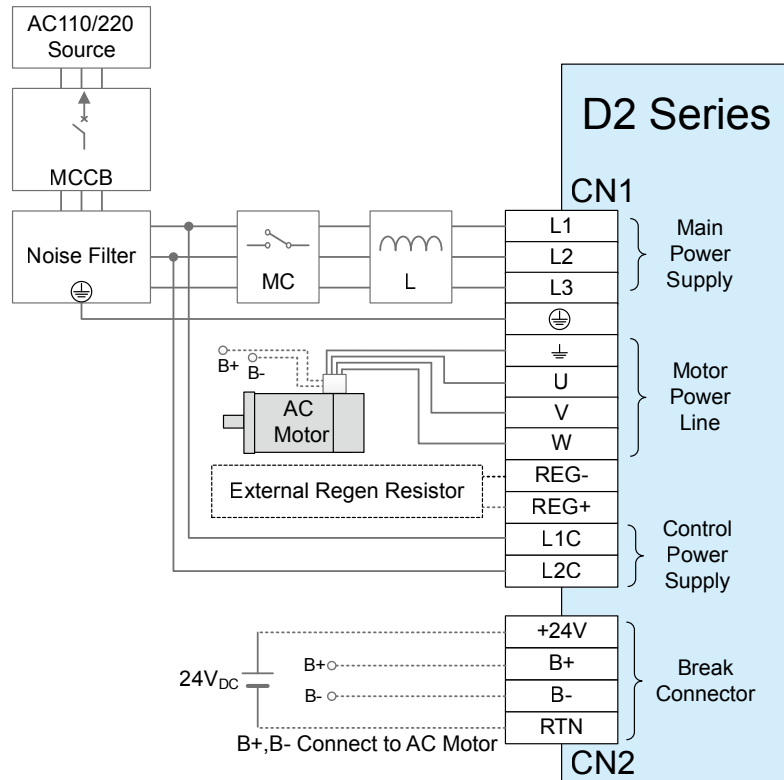 AC110/220
Source
MCCB
Noise Filter
MC
L
D2 Series
CN1
L1
L2
L3
Main
Power
Supply
U
V
W
Motor
Power
Line
B+
B-
AC
Motor
External Regen Resistor
REG-
REG+
L1C
L2C
Control
Power
Supply
+24V
B+
B-
RTN
Break
Connector
24VDC
B+
B-
B+,B- Connect to AC Motor
CN2